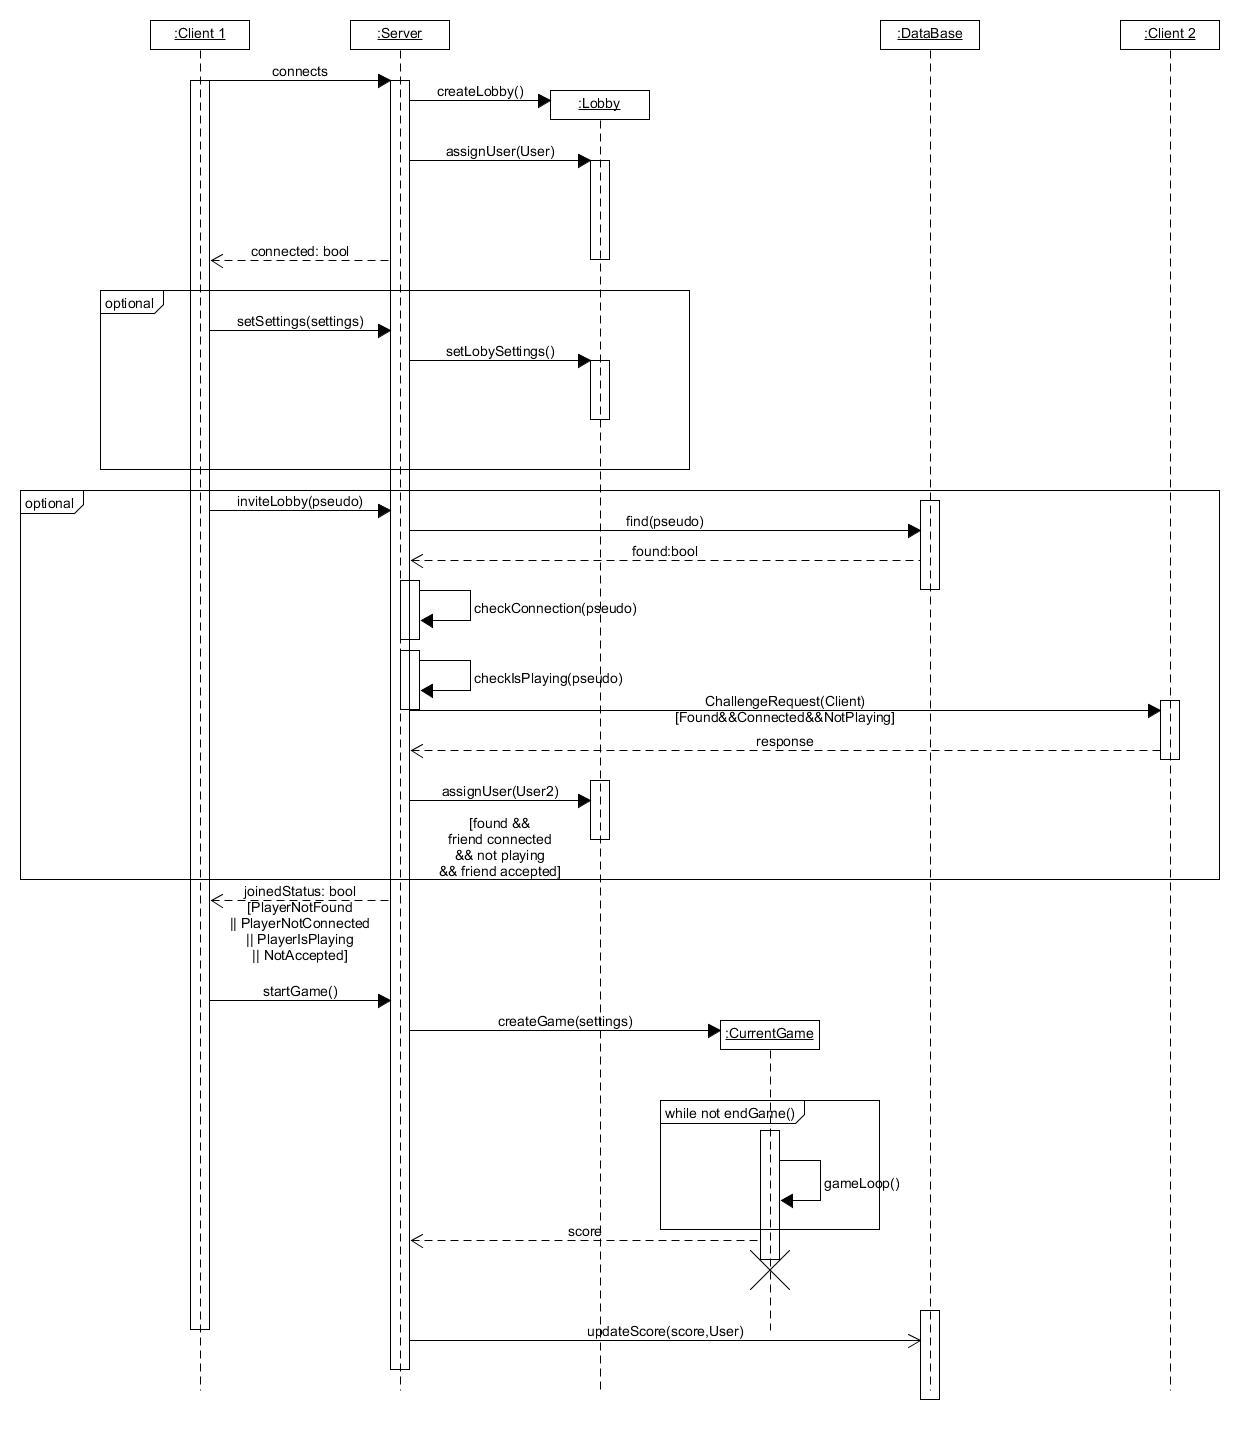 :Client 1
:Server
:DataBase
:Client 2
connects
createLobby()
:Lobby
assignUser(User)
connected: bool
optional
setSettings(settings)
setLobySettings()
optional
inviteLobby(pseudo)
find(pseudo)
found:bool
checkConnection(pseudo)
checkIsPlaying(pseudo)
ChallengeRequest(Client)
[Found&&Connected&&NotPlaying]
response
assignUser(User2)
[found &&
friend connected
&& not playing
&& friend accepted]
joinedStatus: bool
[PlayerNotFound
|| PlayerNotConnected
|| PlayerIsPlaying
|| NotAccepted]
startGame()
createGame(settings)
:CurrentGame
while not endGame()
gameLoop()
score
updateScore(score,User)